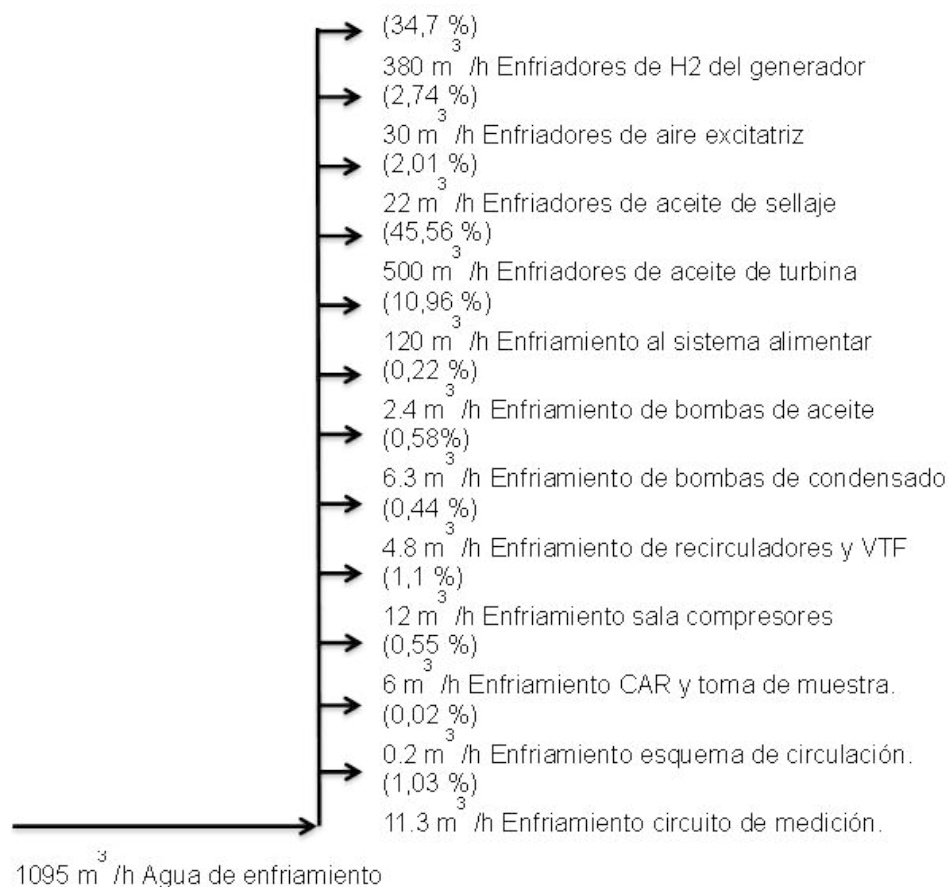 (34,7 %)
380 m³/h Enfriadores de H2 del generador
(2,74 %)
30 m³/h Enfriadores de aire excitatriz
(2,01 %)
22 m³/h Enfriadores de aceite de sellaje
(45,56 %)
500 m³/h Enfriadores de aceite de turbina
(10,96 %)
120 m³/h Enfriamiento al sistema alimentar
(0,22 %)
2.4 m³/h Enfriamiento de bombas de aceite
(0,58%)
6.3 m³/h Enfriamiento de bombas de condensado
(0,44 %)
4.8 m³/h Enfriamiento de recirculadores y VTF
(1,1 %)
12 m³/h Enfriamiento sala compresores
(0,55 %)
6 m³/h Enfriamiento CAR y toma de muestra.
(0,02 %)
0.2 m³/h Enfriamiento esquema de circulación.
(1,03 %)
11.3 m³/h Enfriamiento circuito de medición.
1095 m³/h Agua de enfriamiento